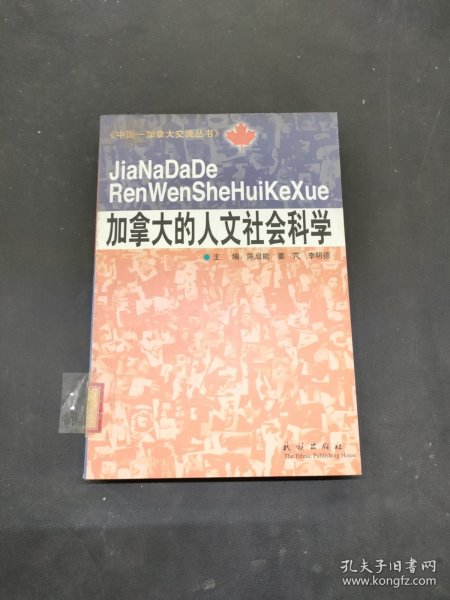 《中国—加拿大交流丛书》
JiaNaDaDe
RenWenSheHuiKeXue
加拿大的人文社会科学
●主 编 陈启能 姜 芃 李明德
民族出版社
The Ethnic Publishing House
孔夫子旧书网
www.kongfz.com